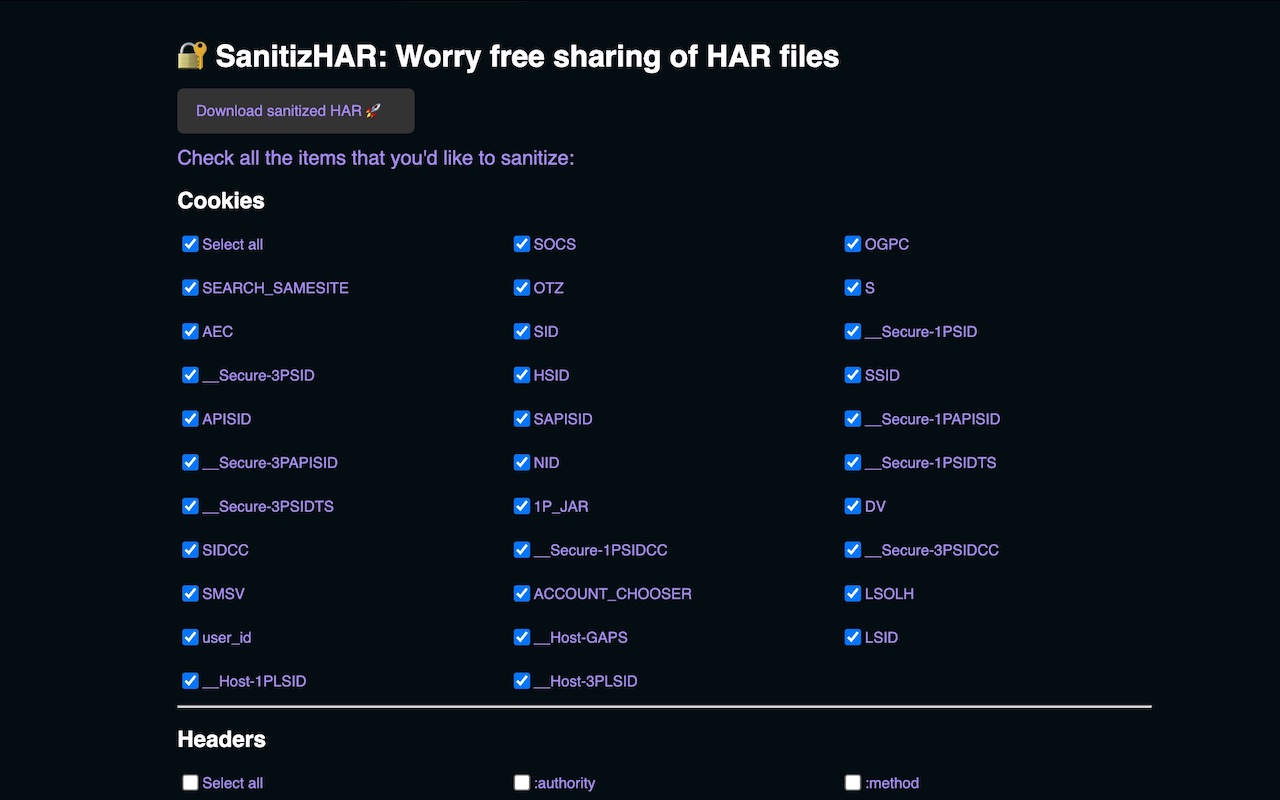 🔐 SanitizHAR: Worry free sharing of HAR files
Download sanitized HAR 🚀
Check all the items that you'd like to sanitize:
Cookies
Select all SOCS OGPC
SEARCH_SAMESITE OTZ S
AEC SID __Secure-1PSID
__Secure-3PSID HSID SSID
APISID SAPISID __Secure-1PAPISID
__Secure-3PAPISID NID __Secure-1PSIDTS
__Secure-3PSIDTS 1P_JAR DV
SIDCC __Secure-1PSIDCC __Secure-3PSIDCC
SMSV ACCOUNT_CHOOSER LSOLH
user_id __Host-GAPS LSID
__Host-1PLSID __Host-3PLSID
Headers
Select all :authority :method